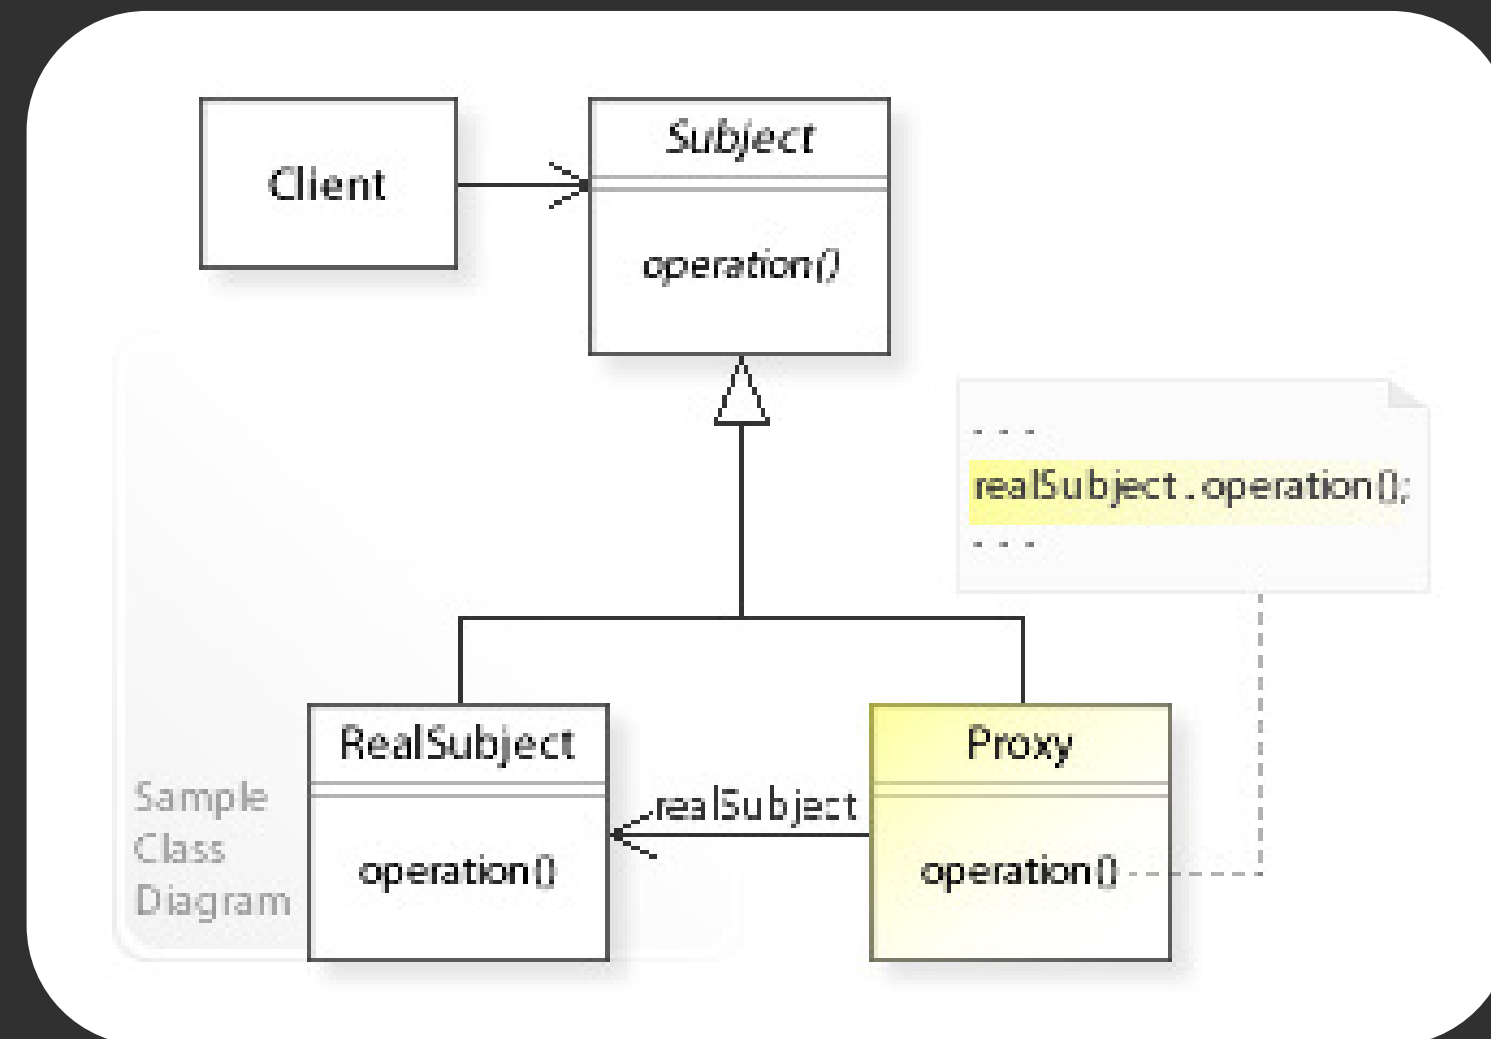 Client
Subject
operation()
- - -
realSubject.operation();
- - -
RealSubject
operation()
realSubject
Proxy
operation()
Sample
Class
Diagram